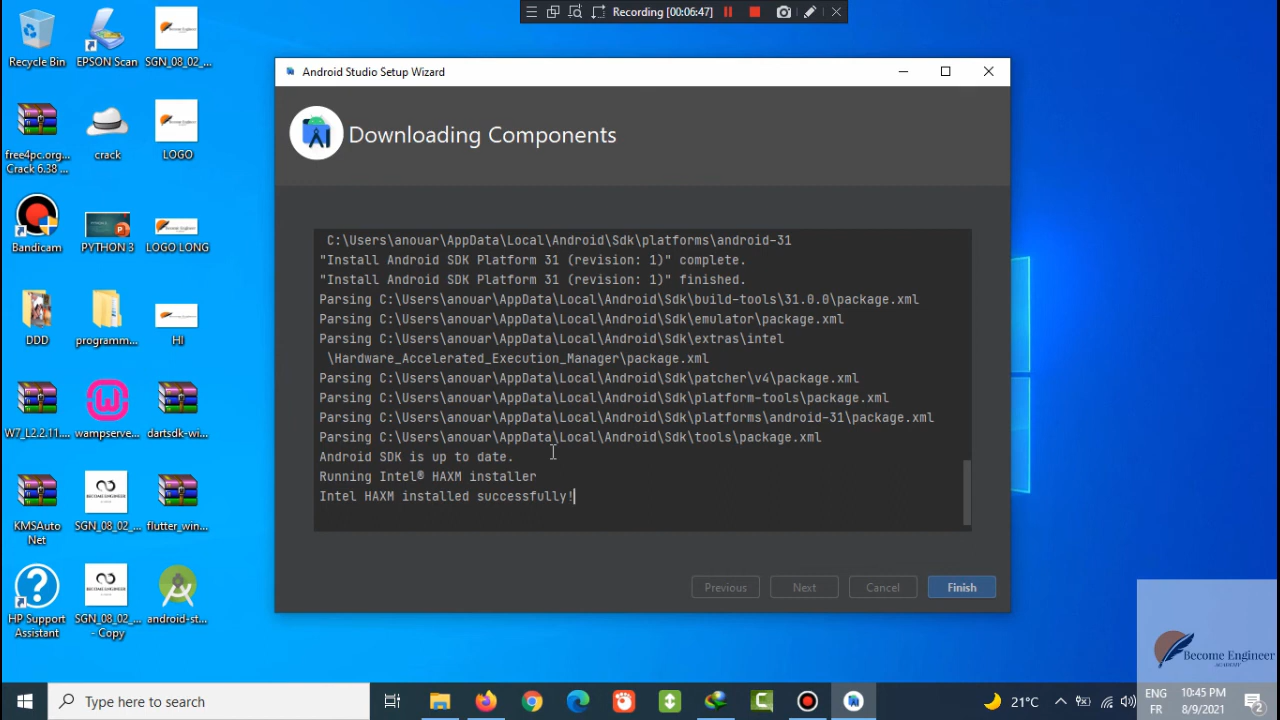 Recording [00:06:47]
Recycle Bin
EPSON Scan
SGN_08_02_...
free4pc.org...
Crack 6.38 ...
crack
LOGO
Bandicam
PYTHON 3
LOGO LONG
DDD
programm...
HI
W7_L2.2.11....
wampserve...
dartsdk-wi...
KMSAuto
Net
SGN_08_02_...
flutter_win...
HP Support
Assistant
SGN_08_02_...
- Copy
android-st...
Android Studio Setup Wizard
Downloading Components
C:\Users\anouar\AppData\Local\Android\Sdk\platforms\android-31
"Install Android SDK Platform 31 (revision: 1)" complete.
"Install Android SDK Platform 31 (revision: 1)" finished.
Parsing C:\Users\anouar\AppData\Local\Android\Sdk\build-tools\31.0.0\package.xml
Parsing C:\Users\anouar\AppData\Local\Android\Sdk\emulator\package.xml
Parsing C:\Users\anouar\AppData\Local\Android\Sdk\extras\intel
\Hardware_Accelerated_Execution_Manager\package.xml
Parsing C:\Users\anouar\AppData\Local\Android\Sdk\patcher\v4\package.xml
Parsing C:\Users\anouar\AppData\Local\Android\Sdk\platform-tools\package.xml
Parsing C:\Users\anouar\AppData\Local\Android\Sdk\platforms\android-31\package.xml
Parsing C:\Users\anouar\AppData\Local\Android\Sdk\tools\package.xml
Android SDK is up to date.
Running Intel® HAXM installer
Intel HAXM installed successfully!
Previous
Next
Cancel
Finish
Become Engineer
ACADEMY
Type here to search
21°C
ENG
FR
10:45 PM
8/9/2021
2